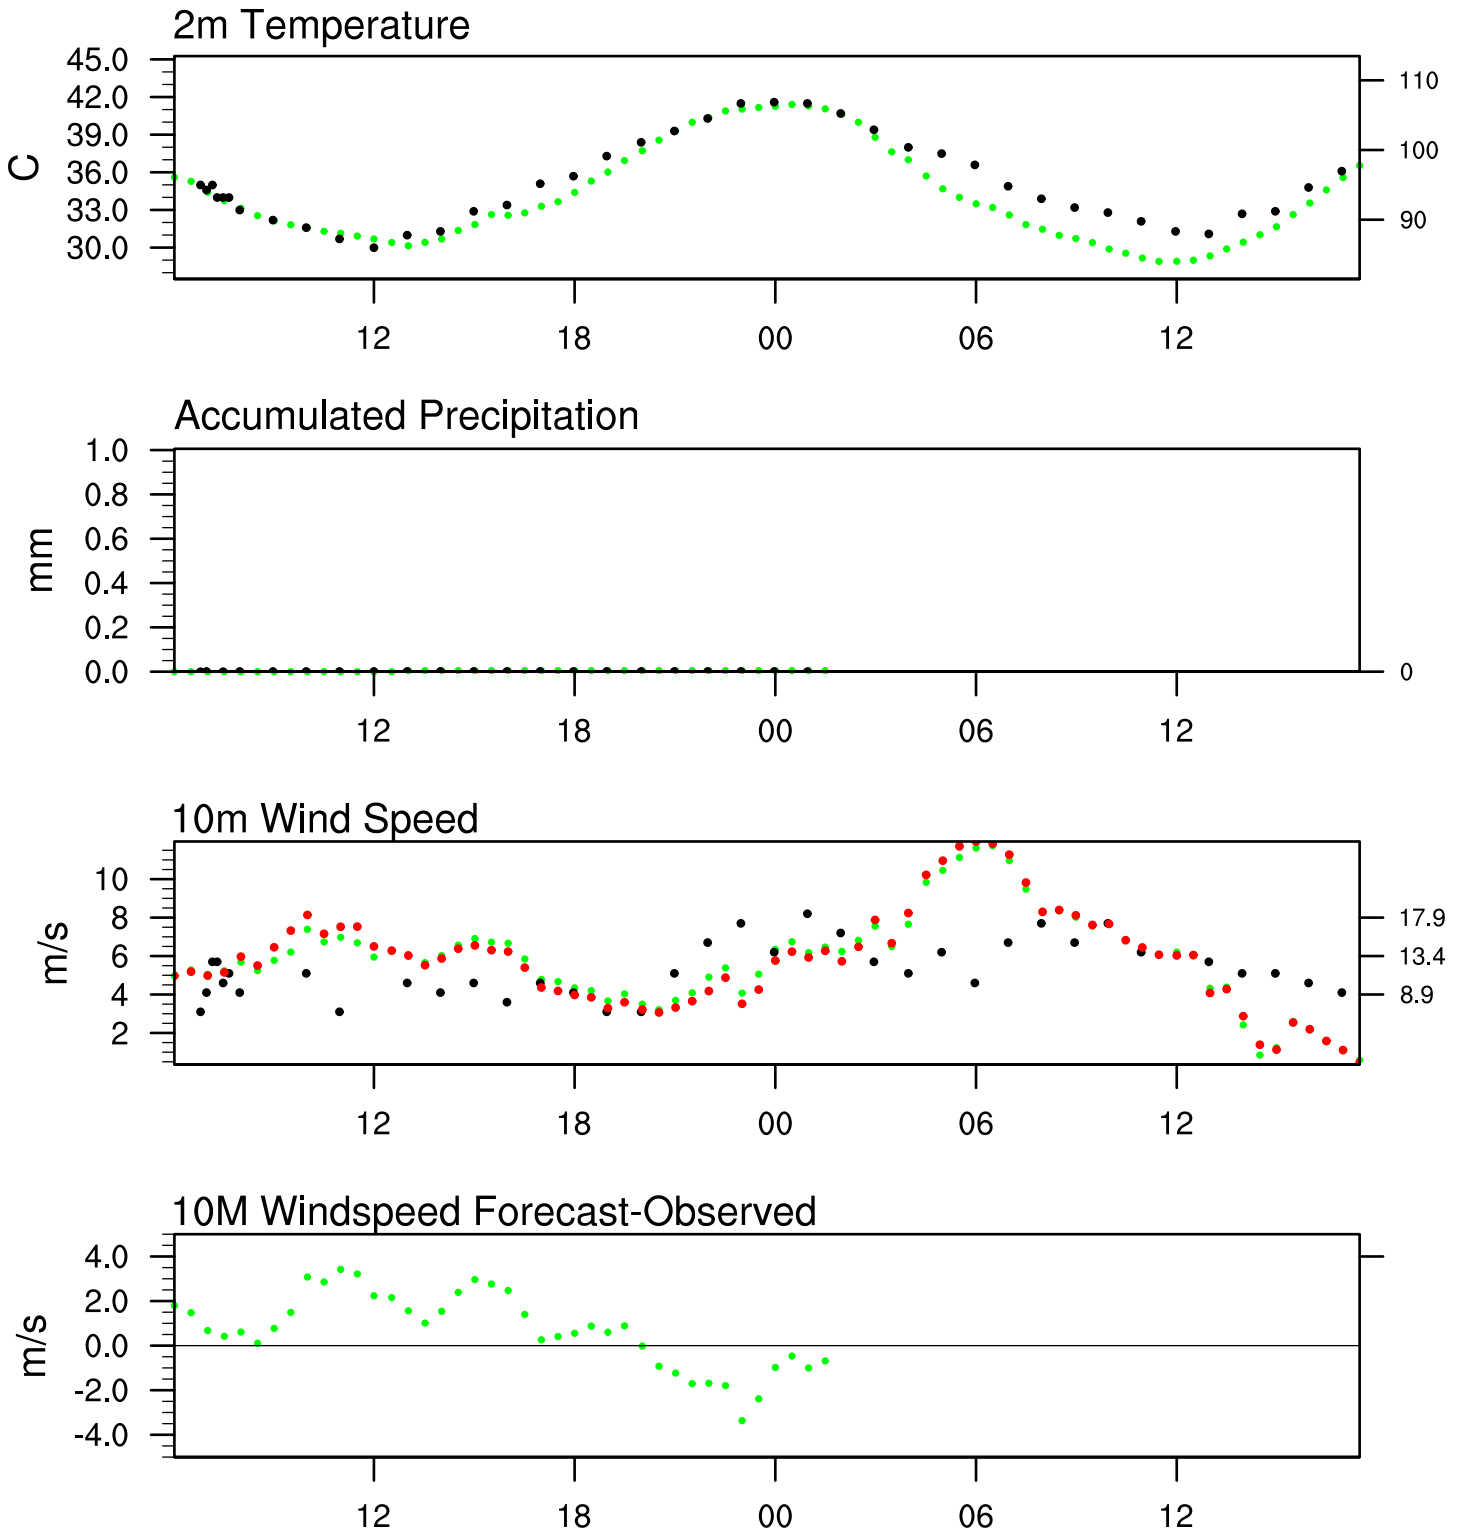 2m Temperature
45.0
42.0
39.0
36.0
33.0
30.0
C
110
100
90
12 18 00 06 12
Accumulated Precipitation
1.0
0.8
0.6
0.4
0.2
0.0
mm
0
12 18 00 06 12
10m Wind Speed
10
8
6
4
2
m/s
17.9
13.4
8.9
12 18 00 06 12
10M Windspeed Forecast-Observed
4.0
2.0
0.0
-2.0
-4.0
m/s
12 18 00 06 12